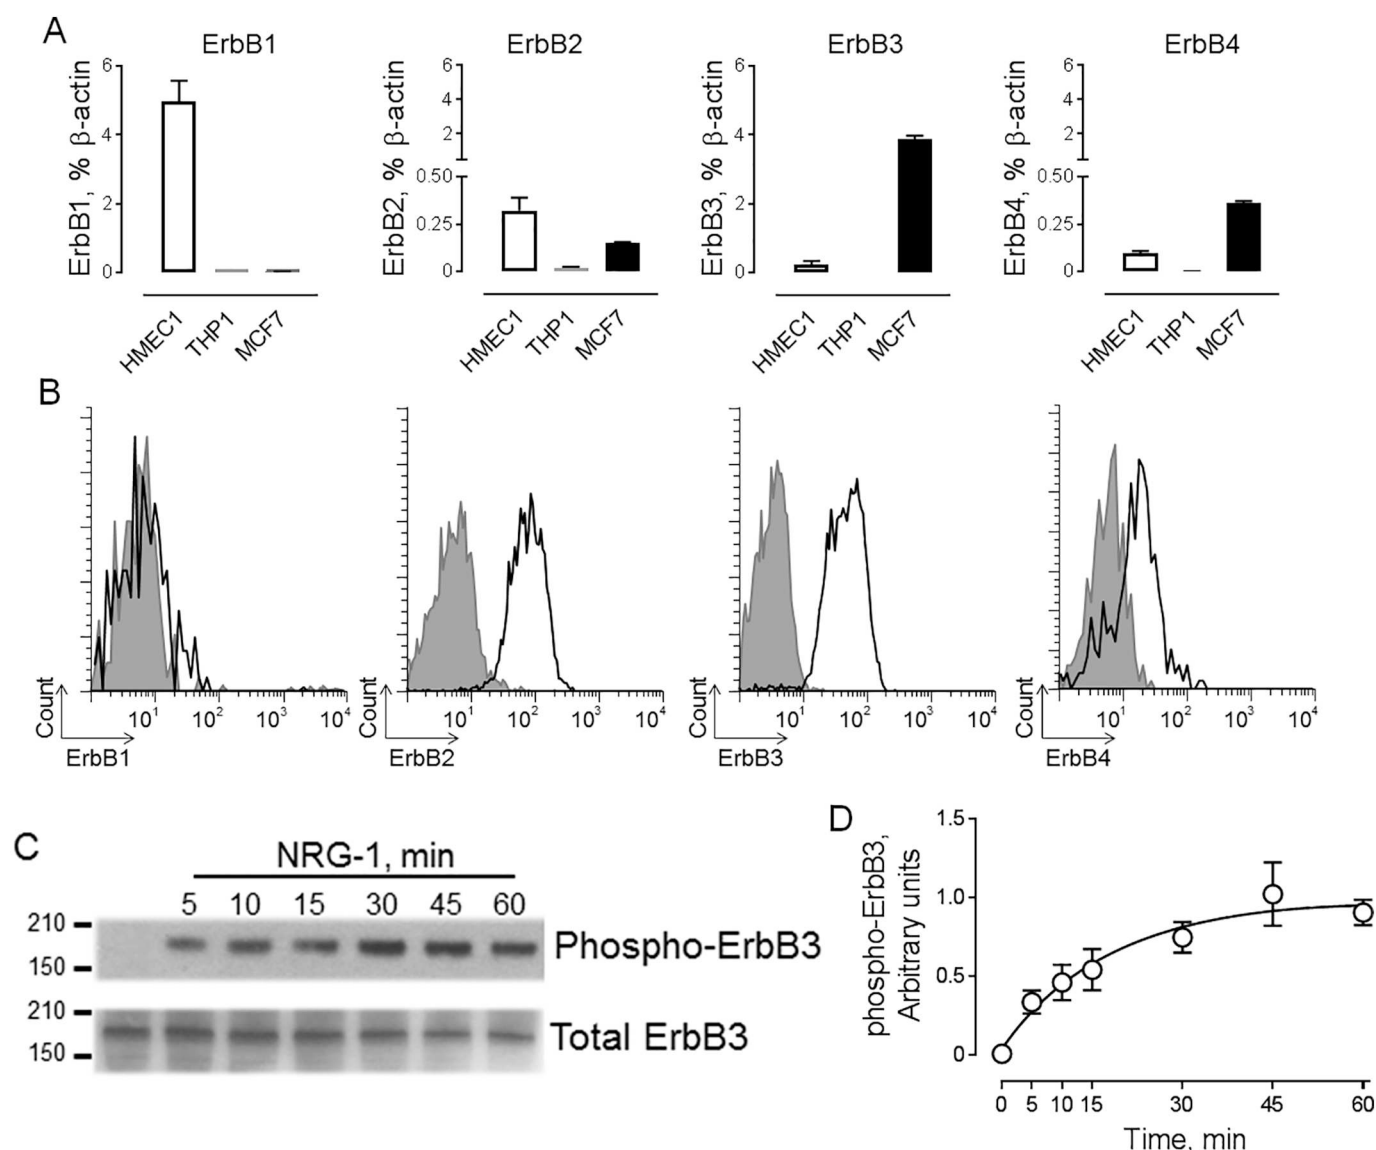 A
ErbB1
ErbB2
ErbB3
ErbB4
ErbB1, % β-actin
6
4
2
0
HMEC1
THP1
MCF7
ErbB2, % β-actin
6
4
2
0.50
0.25
0
HMEC1
THP1
MCF7
ErbB3, % β-actin
6
4
2
0
HMEC1
THP1
MCF7
ErbB4, % β-actin
6
4
2
0.50
0.25
0
HMEC1
THP1
MCF7
B
Count
10¹ 10² 10³ 10⁴
ErbB1
Count
10¹ 10² 10³ 10⁴
ErbB2
Count
10¹ 10² 10³ 10⁴
ErbB3
Count
10¹ 10² 10³ 10⁴
ErbB4
C
NRG-1, min
5 10 15 30 45 60
210
150
Phospho-ErbB3
210
150
Total ErbB3
D
phospho-ErbB3,
Arbitrary units
1.5
1.0
0.5
0
0 5 10 15 30 45 60
Time, min